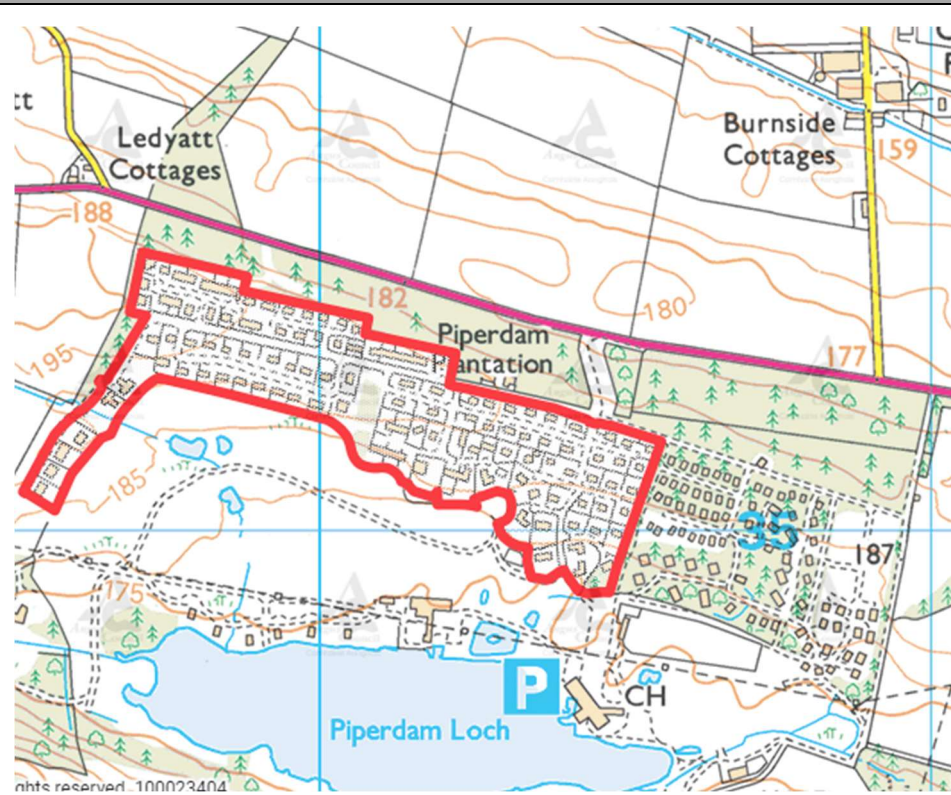 tt
Ledyatt
Cottages
Burnside
Cottages
159
188
182
180
Piperdam
antation
177
195
185
35
187
175
P
CH
Piperdam Loch
ghts reserved 100023404